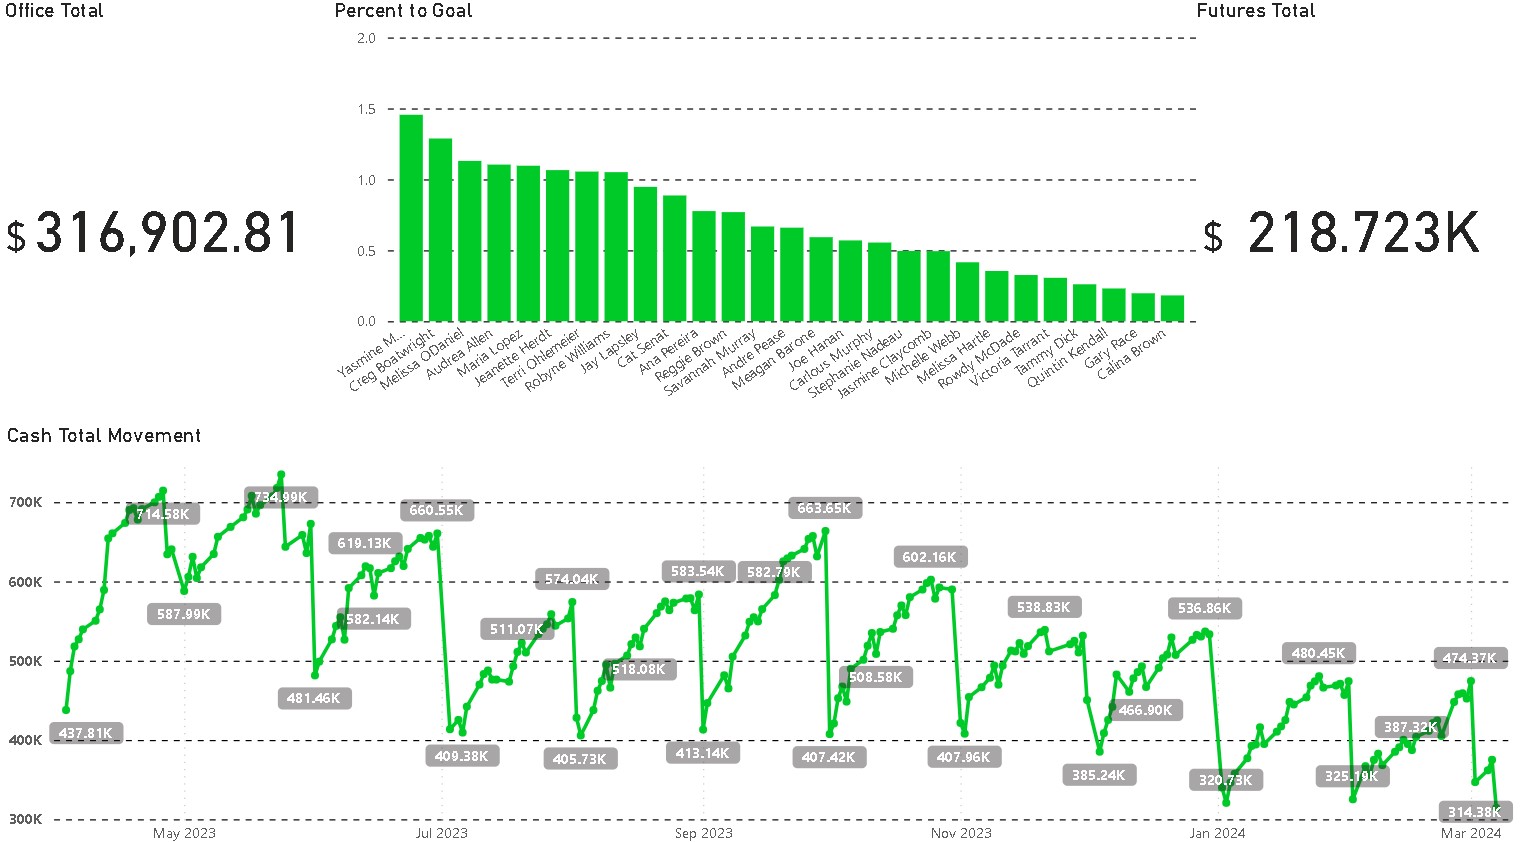 Office Total
Percent to Goal
Futures Total
2.0
1.5
1.0
0.5
0.0
$ 316,902.81
$ 218.723K
Yasmine M...
Creg Boatwright
Melissa ODaniel
Audrea Allen
Maria Lopez
Jeanette Herdt
Terri Ohlemeier
Robyne Williams
Jay Lapsley
Cat Senat
Ana Pereira
Reggie Brown
Savannah Murray
Andre Pease
Meagan Barone
Joe Hanan
Carlous Murphy
Stephanie Nadeau
Jasmine Claycomb
Michelle Webb
Melissa Hartle
Rowdy McDade
Victoria Tarrant
Tammy Dick
Quintin Kendall
Gary Race
Calina Brown
Cash Total Movement
700K
600K
500K
400K
300K
437.81K
714.58K
587.99K
734.99K
481.46K
619.13K
582.14K
660.55K
409.38K
511.07K
574.04K
405.73K
518.08K
583.54K
413.14K
582.79K
663.65K
407.42K
508.58K
602.16K
407.96K
538.83K
385.24K
466.90K
536.86K
320.73K
480.45K
325.19K
387.32K
474.37K
314.38K
May 2023
Jul 2023
Sep 2023
Nov 2023
Jan 2024
Mar 2024